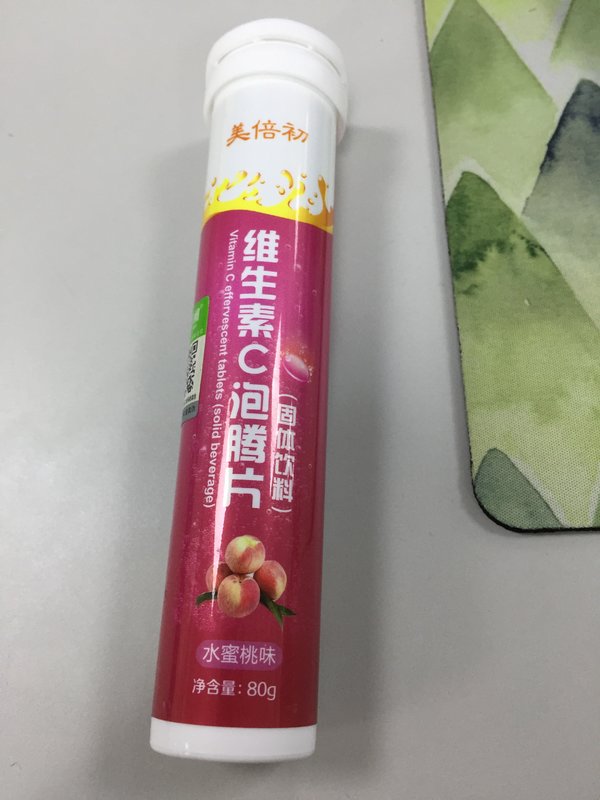 美倍初
维生素C泡腾片
Vitamin C effervescent tablets (solid beverage)
(固体饮料)
水蜜桃味
净含量: 80g